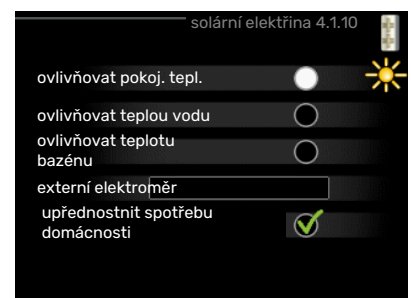 solární elektřina 4.1.10
ovlivňovat pokoj. tepl.
ovlivňovat teplou vodu
ovlivňovat teplotu
bazénu
externí elektroměr
upřednostnit spotřebu
domácnosti